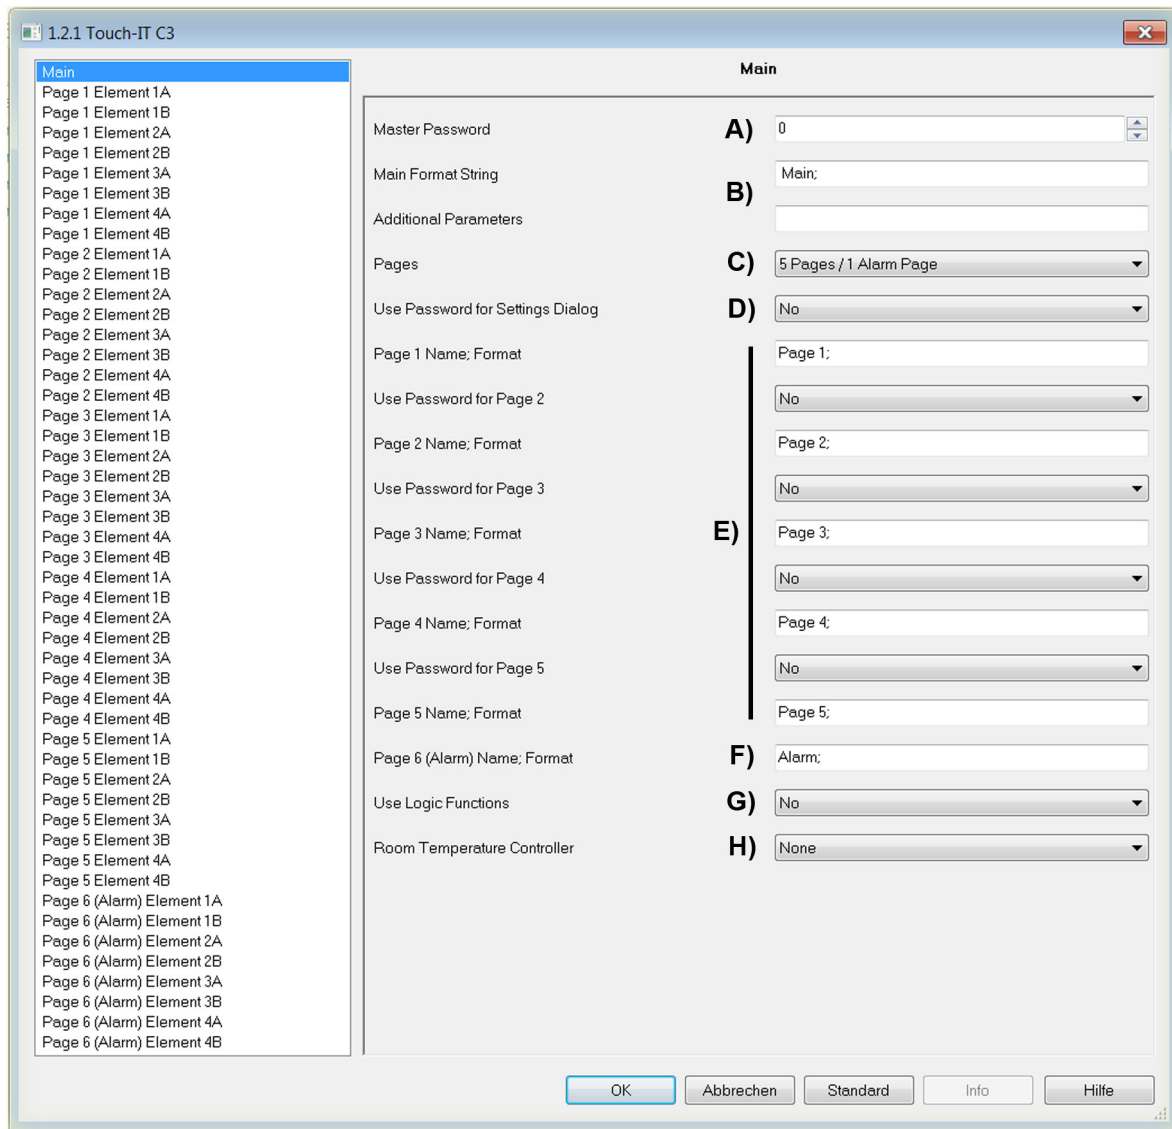 1.2.1 Touch-IT C3
Main
Page 1 Element 1A
Page 1 Element 1B
Page 1 Element 2A
Page 1 Element 2B
Page 1 Element 3A
Page 1 Element 3B
Page 1 Element 4A
Page 1 Element 4B
Page 2 Element 1A
Page 2 Element 1B
Page 2 Element 2A
Page 2 Element 2B
Page 2 Element 3A
Page 2 Element 3B
Page 2 Element 4A
Page 2 Element 4B
Page 3 Element 1A
Page 3 Element 1B
Page 3 Element 2A
Page 3 Element 2B
Page 3 Element 3A
Page 3 Element 3B
Page 3 Element 4A
Page 3 Element 4B
Page 4 Element 1A
Page 4 Element 1B
Page 4 Element 2A
Page 4 Element 2B
Page 4 Element 3A
Page 4 Element 3B
Page 4 Element 4A
Page 4 Element 4B
Page 5 Element 1A
Page 5 Element 1B
Page 5 Element 2A
Page 5 Element 2B
Page 5 Element 3A
Page 5 Element 3B
Page 5 Element 4A
Page 5 Element 4B
Page 6 (Alarm) Element 1A
Page 6 (Alarm) Element 1B
Page 6 (Alarm) Element 2A
Page 6 (Alarm) Element 2B
Page 6 (Alarm) Element 3A
Page 6 (Alarm) Element 3B
Page 6 (Alarm) Element 4A
Page 6 (Alarm) Element 4B
Main
Master Password A) 0
Main Format String Main;
B)
Additional Parameters
Pages C) 5 Pages / 1 Alarm Page
Use Password for Settings Dialog D) No
Page 1 Name; Format Page 1;
Use Password for Page 2 No
Page 2 Name; Format Page 2;
Use Password for Page 3 No
Page 3 Name; Format E) Page 3;
Use Password for Page 4 No
Page 4 Name; Format Page 4;
Use Password for Page 5 No
Page 5 Name; Format Page 5;
Page 6 (Alarm) Name; Format F) Alarm;
Use Logic Functions G) No
Room Temperature Controller H) None
OK Abbrechen Standard Info Hilfe